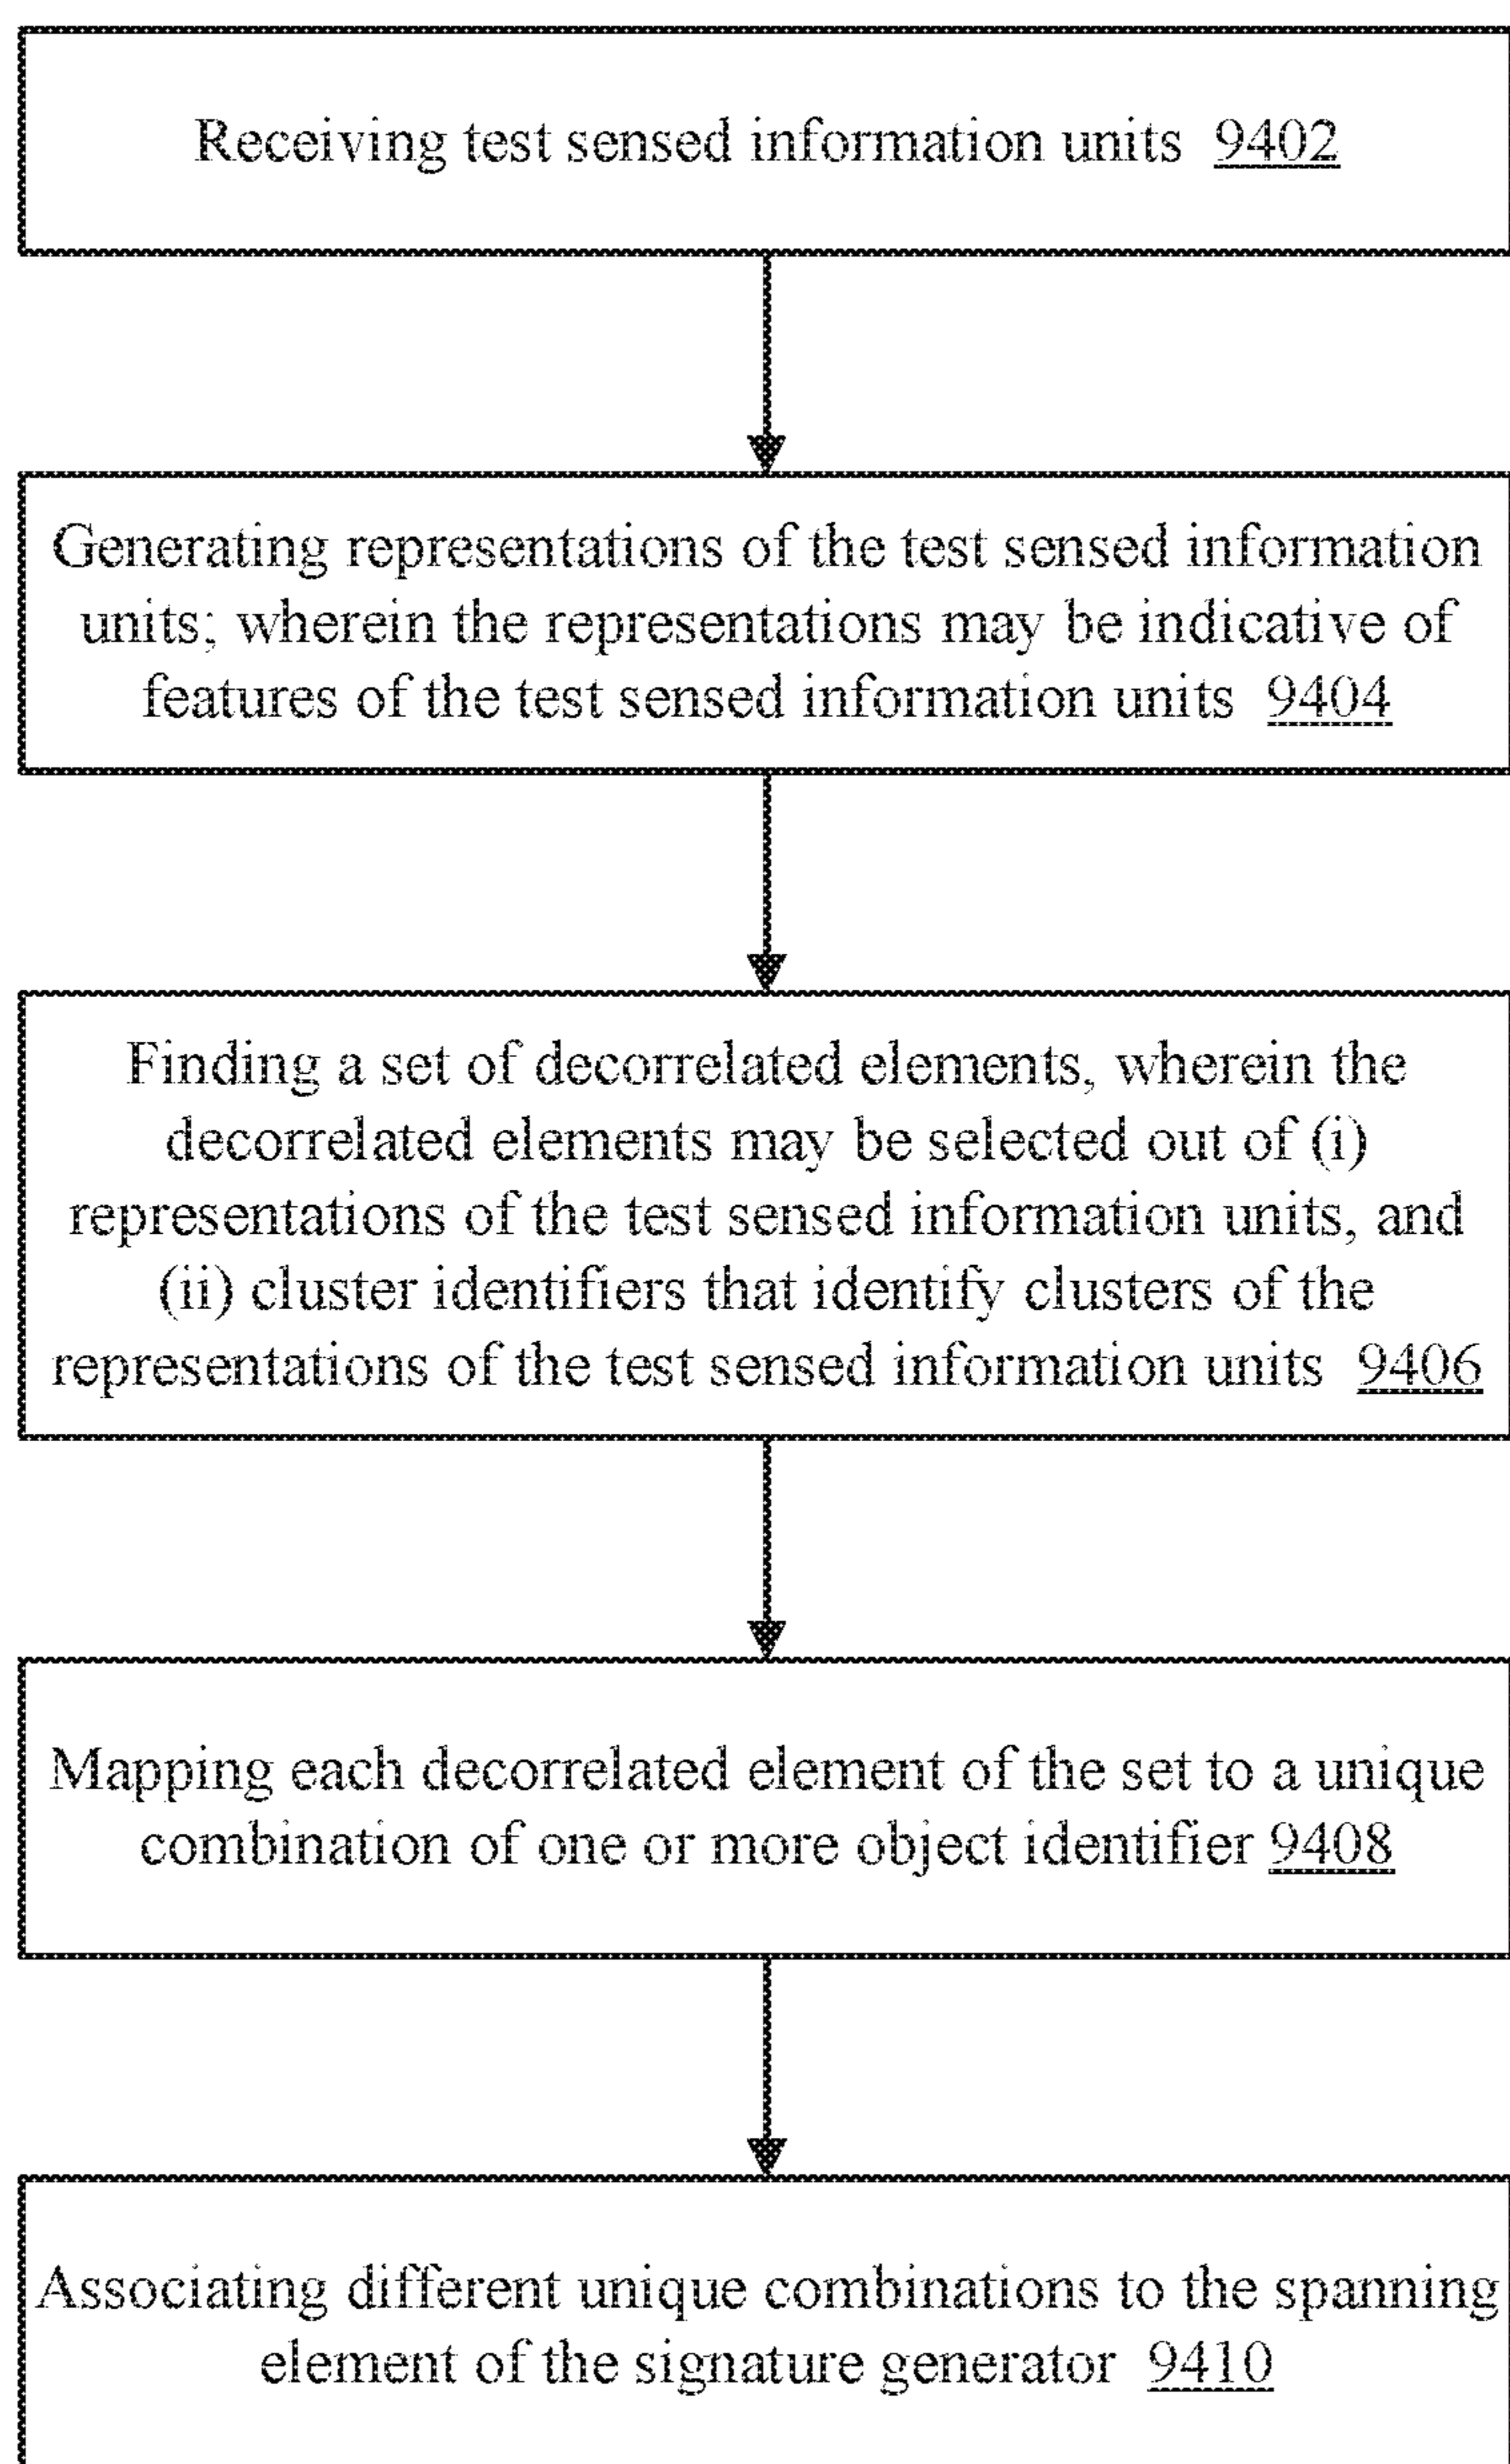 Receiving test sensed information units 9402
Generating representations of the test sensed information
units; wherein the representations may be indicative of
features of the test sensed information units 9404
Finding a set of decorrelated elements, wherein the
decorrelated elements may be selected out of (i)
representations of the test sensed information units, and
(ii) cluster identifiers that identify clusters of the
representations of the test sensed information units 9406
Mapping each decorrelated element of the set to a unique
combination of one or more object identifier 9408
Associating different unique combinations to the spanning
element of the signature generator 9410